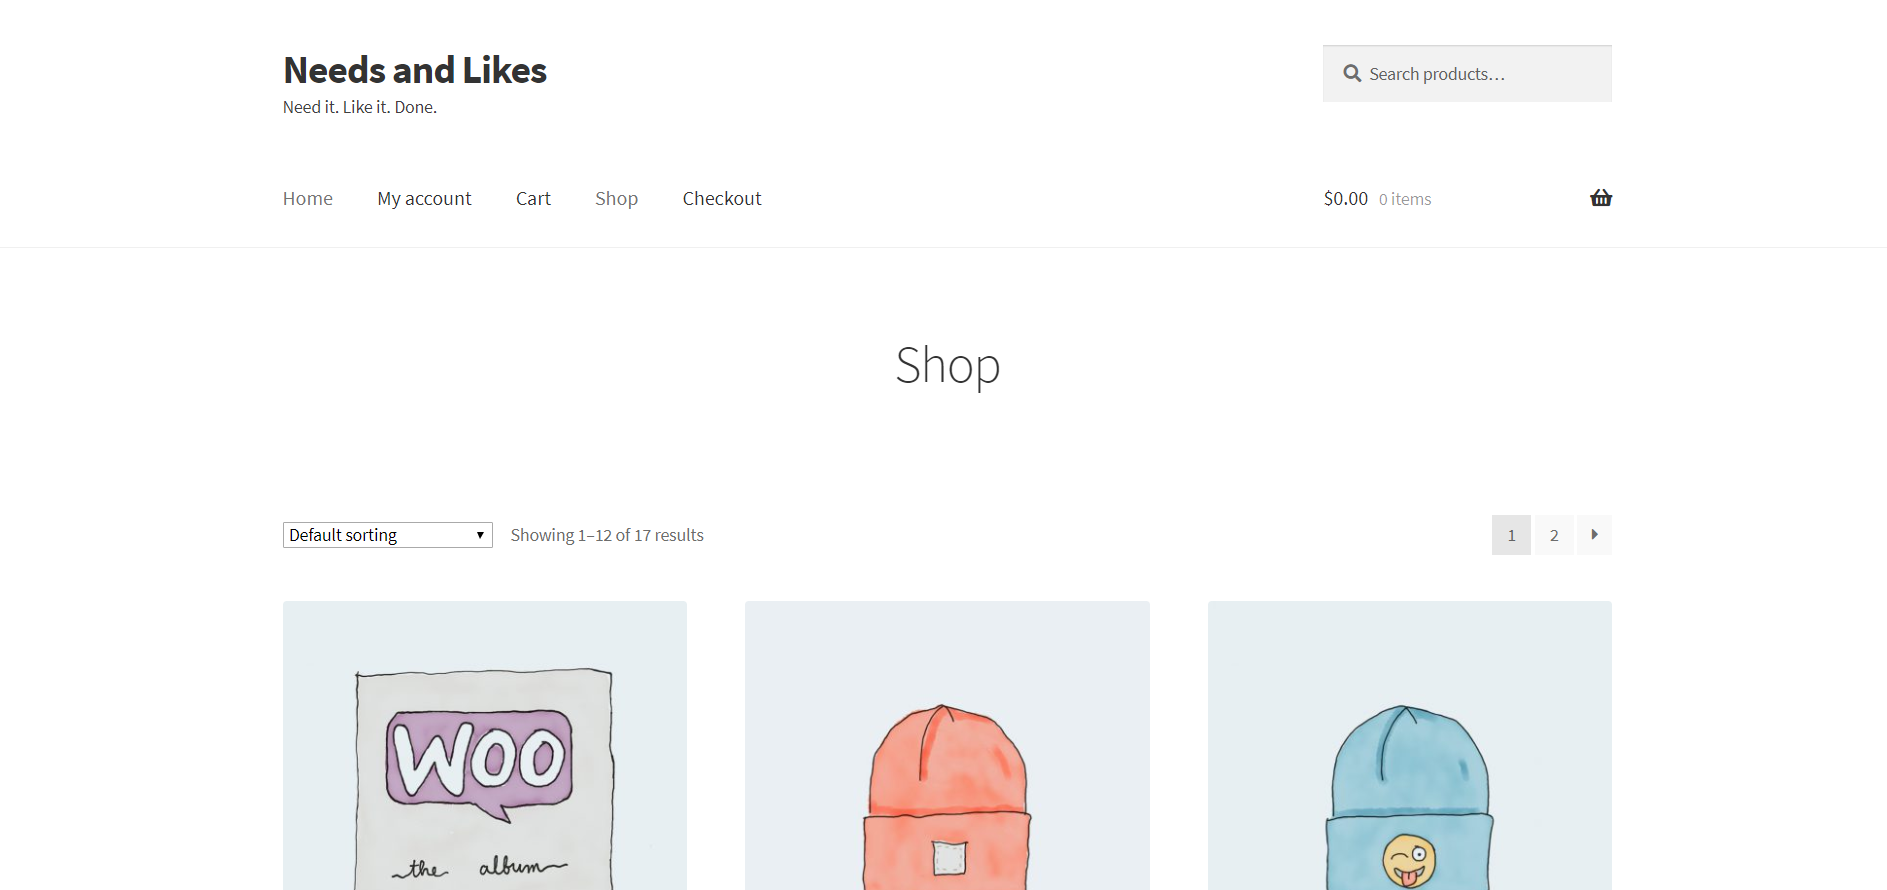 Needs and Likes
Need it. Like it. Done.
Search products…
Home My account Cart Shop Checkout
$0.00 0 items
Shop
Default sorting Showing 1–12 of 17 results
1 2
WOO
the album